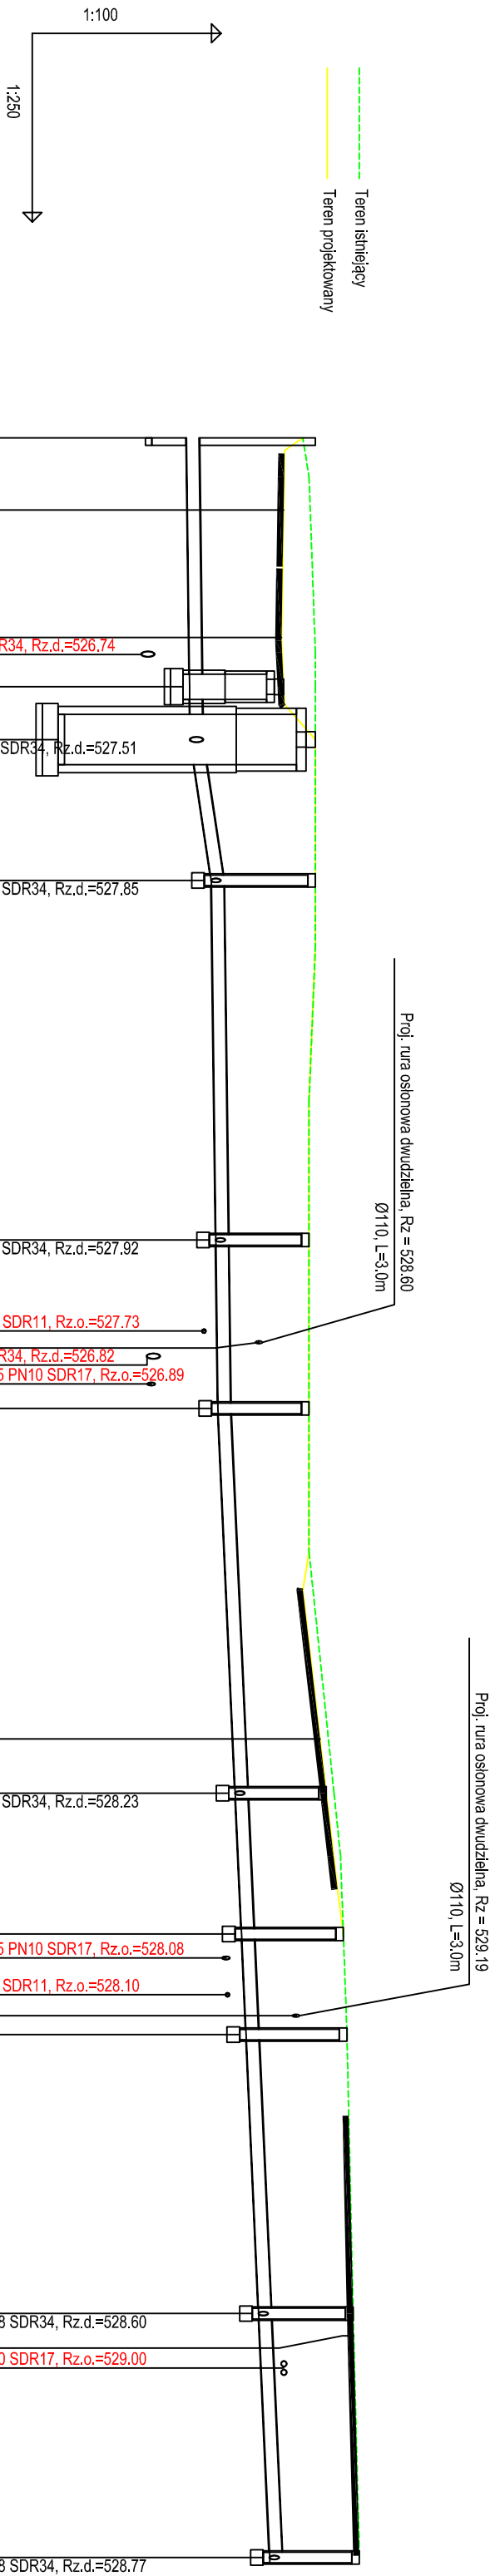 1:100
1:250
Teren istniejący
Teren projektowany
R34, Rz.d.=526.74
SDR34, Rz.d.=527.51
SDR34, Rz.d.=527.85
Proj. rura osłonowa dwudzielna, Rz = 528.60
Ø110, L=3.0m
SDR34, Rz.d.=527.92
SDR11, Rz.o.=527.73
R34, Rz.d.=526.82
5 PN10 SDR17, Rz.o.=526.89
Proj. rura osłonowa dwudzielna, Rz = 529.19
Ø110, L=3.0m
SDR34, Rz.d.=528.23
5 PN10 SDR17, Rz.o.=528.08
SDR11, Rz.o.=528.10
8 SDR34, Rz.d.=528.60
0 SDR17, Rz.o.=529.00
8 SDR34, Rz.d.=528.77